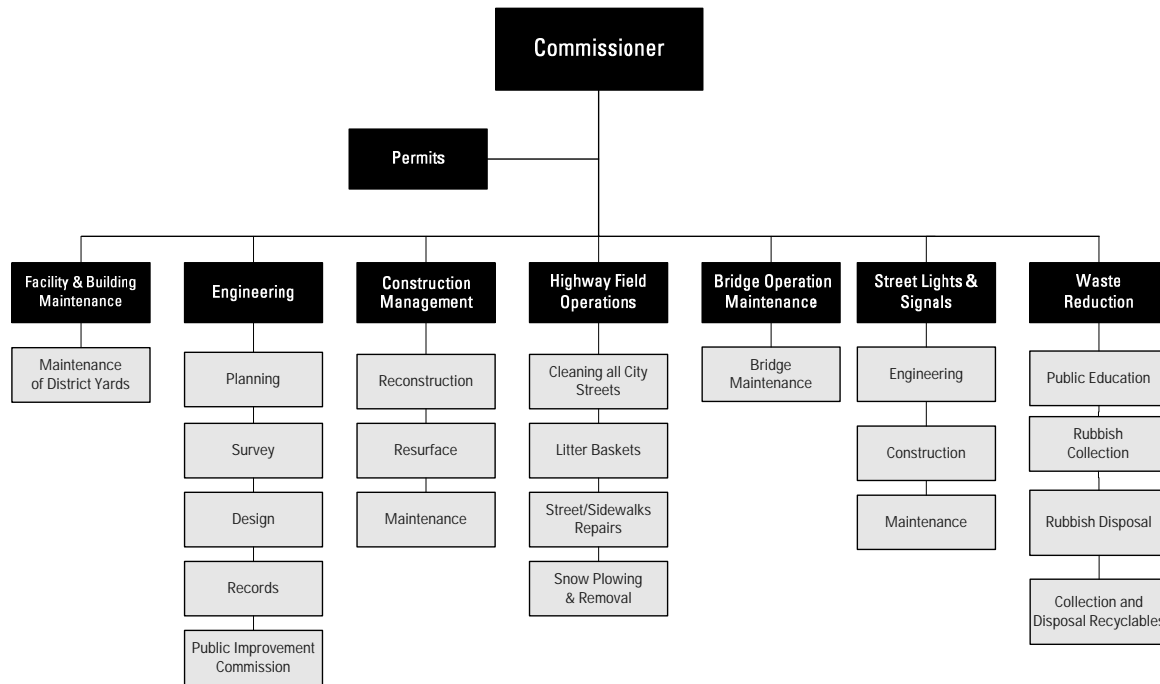 Commissioner
Permits
Facility & Building
Maintenance
Engineering
Construction
Management
Highway Field
Operations
Bridge Operation
Maintenance
Street Lights &
Signals
Waste
Reduction
Maintenance
of District Yards
Planning
Survey
Design
Records
Public Improvement
Commission
Reconstruction
Resurface
Maintenance
Cleaning all City
Streets
Litter Baskets
Street/Sidewalks
Repairs
Snow Plowing
& Removal
Bridge
Maintenance
Engineering
Construction
Maintenance
Public Education
Rubbish
Collection
Rubbish Disposal
Collection and
Disposal Recyclables